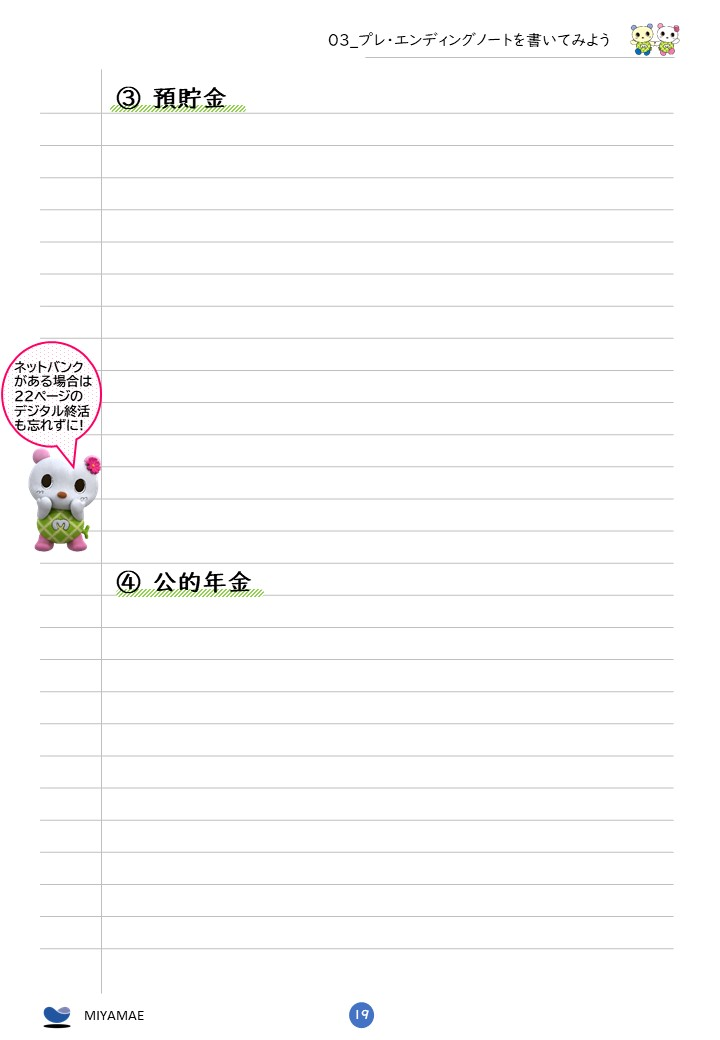 03_プレ・エンディングノートを書いてみよう
③ 預貯金
ネットバンク
がある場合は
22ページの
デジタル終活
も忘れずに!
④ 公的年金
MIYAMAE
19